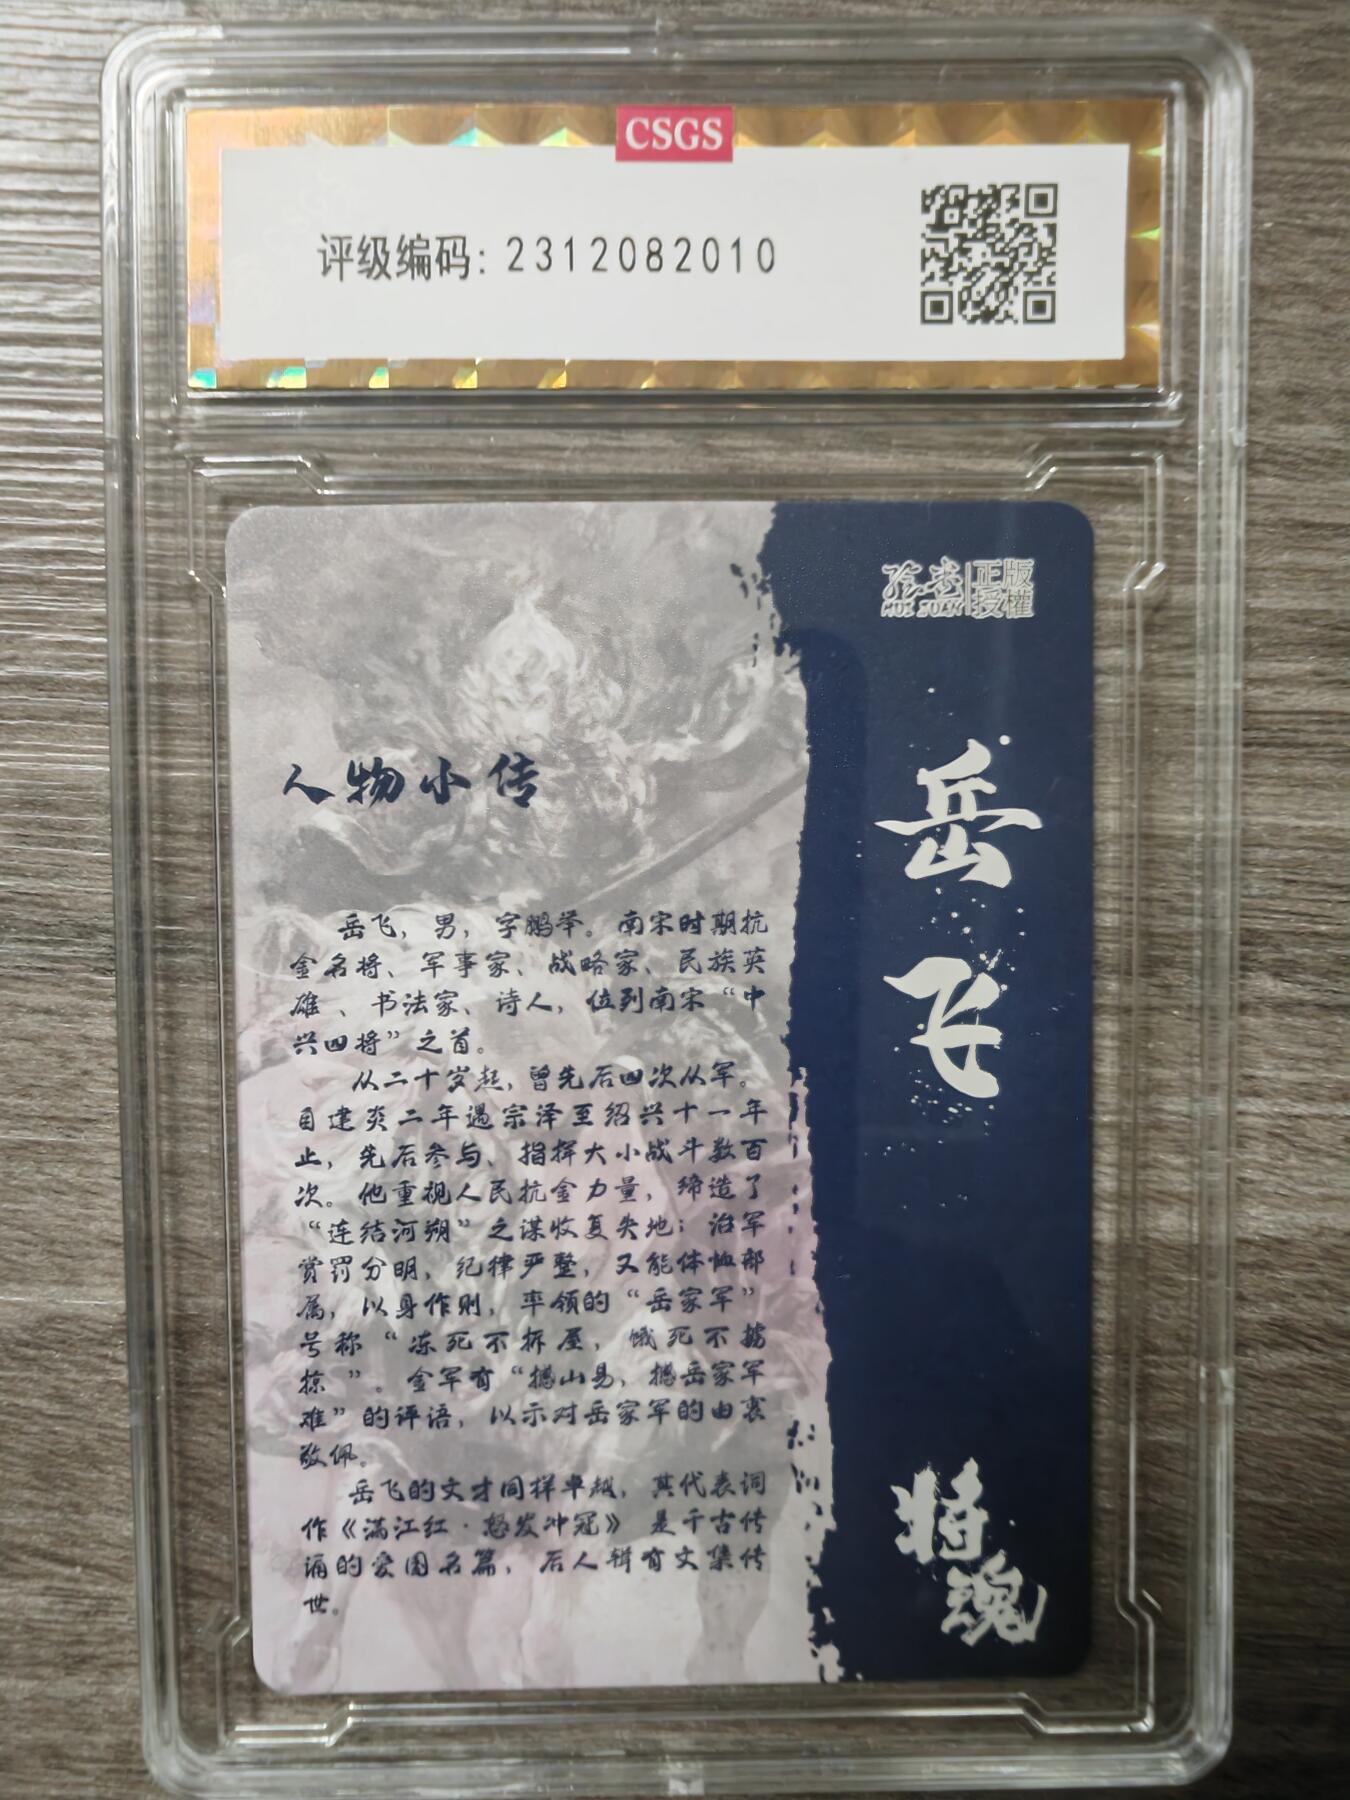 CSGS
评级编码: 2312082010
绘卷
HUI JUAN
正版
授權
岳飞
人物小传
岳飞，男，字鹏举。南宋时期抗
金名将、军事家、战略家、民族英
雄、书法家、诗人，位列南宋“中
兴四将”之首。
从二十岁起，曾先后四次从军。
自建炎二年遇宗泽至绍兴十一年
止，先后参与、指挥大小战斗数百
次。他重视人民抗金力量，缔造了
“连结河朔”之谋收复失地；治军
赏罚分明，纪律严整，又能体恤部
属，以身作则，率领的“岳家军”
号称“冻死不拆屋，饿死不掳
掠”。金军有“撼山易，撼岳家军
难”的评语，以示对岳家军的由衷
敬佩。
岳飞的文才同样卓越，其代表词
作《满江红·怒发冲冠》是千古传
诵的爱国名篇，后人辑有文集传
世。
将魂